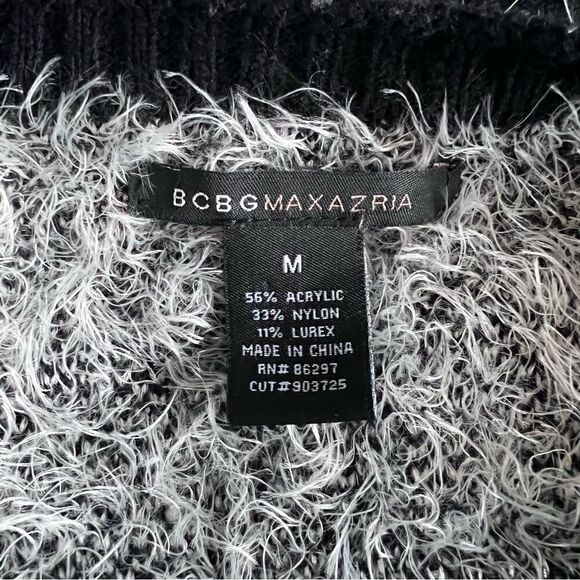 BCBGMAXAZRIA
M
56% ACRYLIC
33% NYLON
11% LUREX
MADE IN CHINA
RN# 86297
CUT#903725